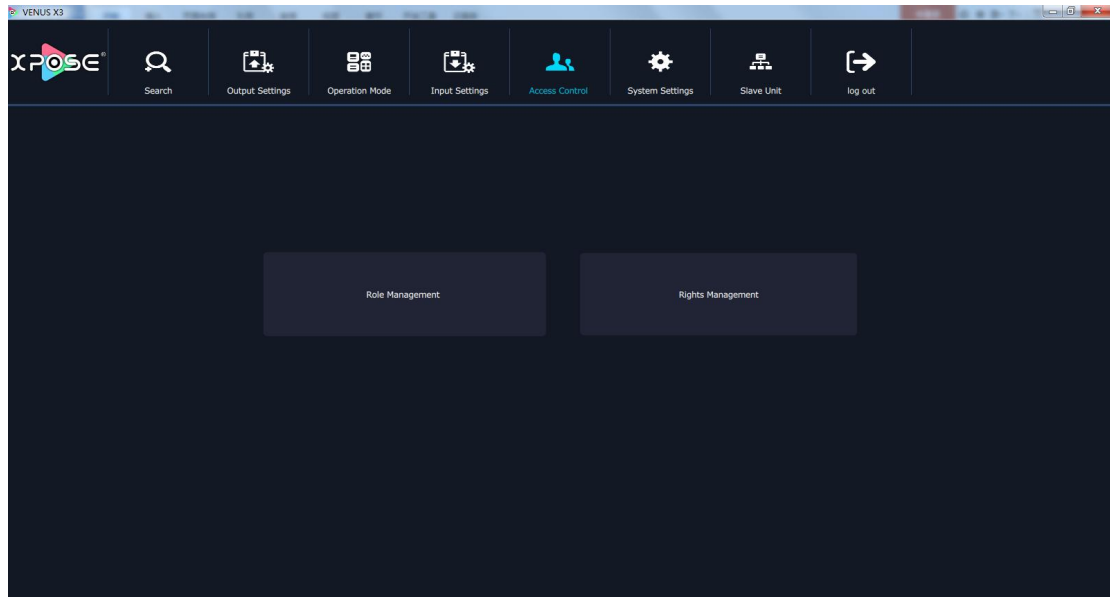 VENUS X3
XPOSE®
Search
Output Settings
Operation Mode
Input Settings
Access Control
System Settings
Slave Unit
log out
Role Management
Rights Management